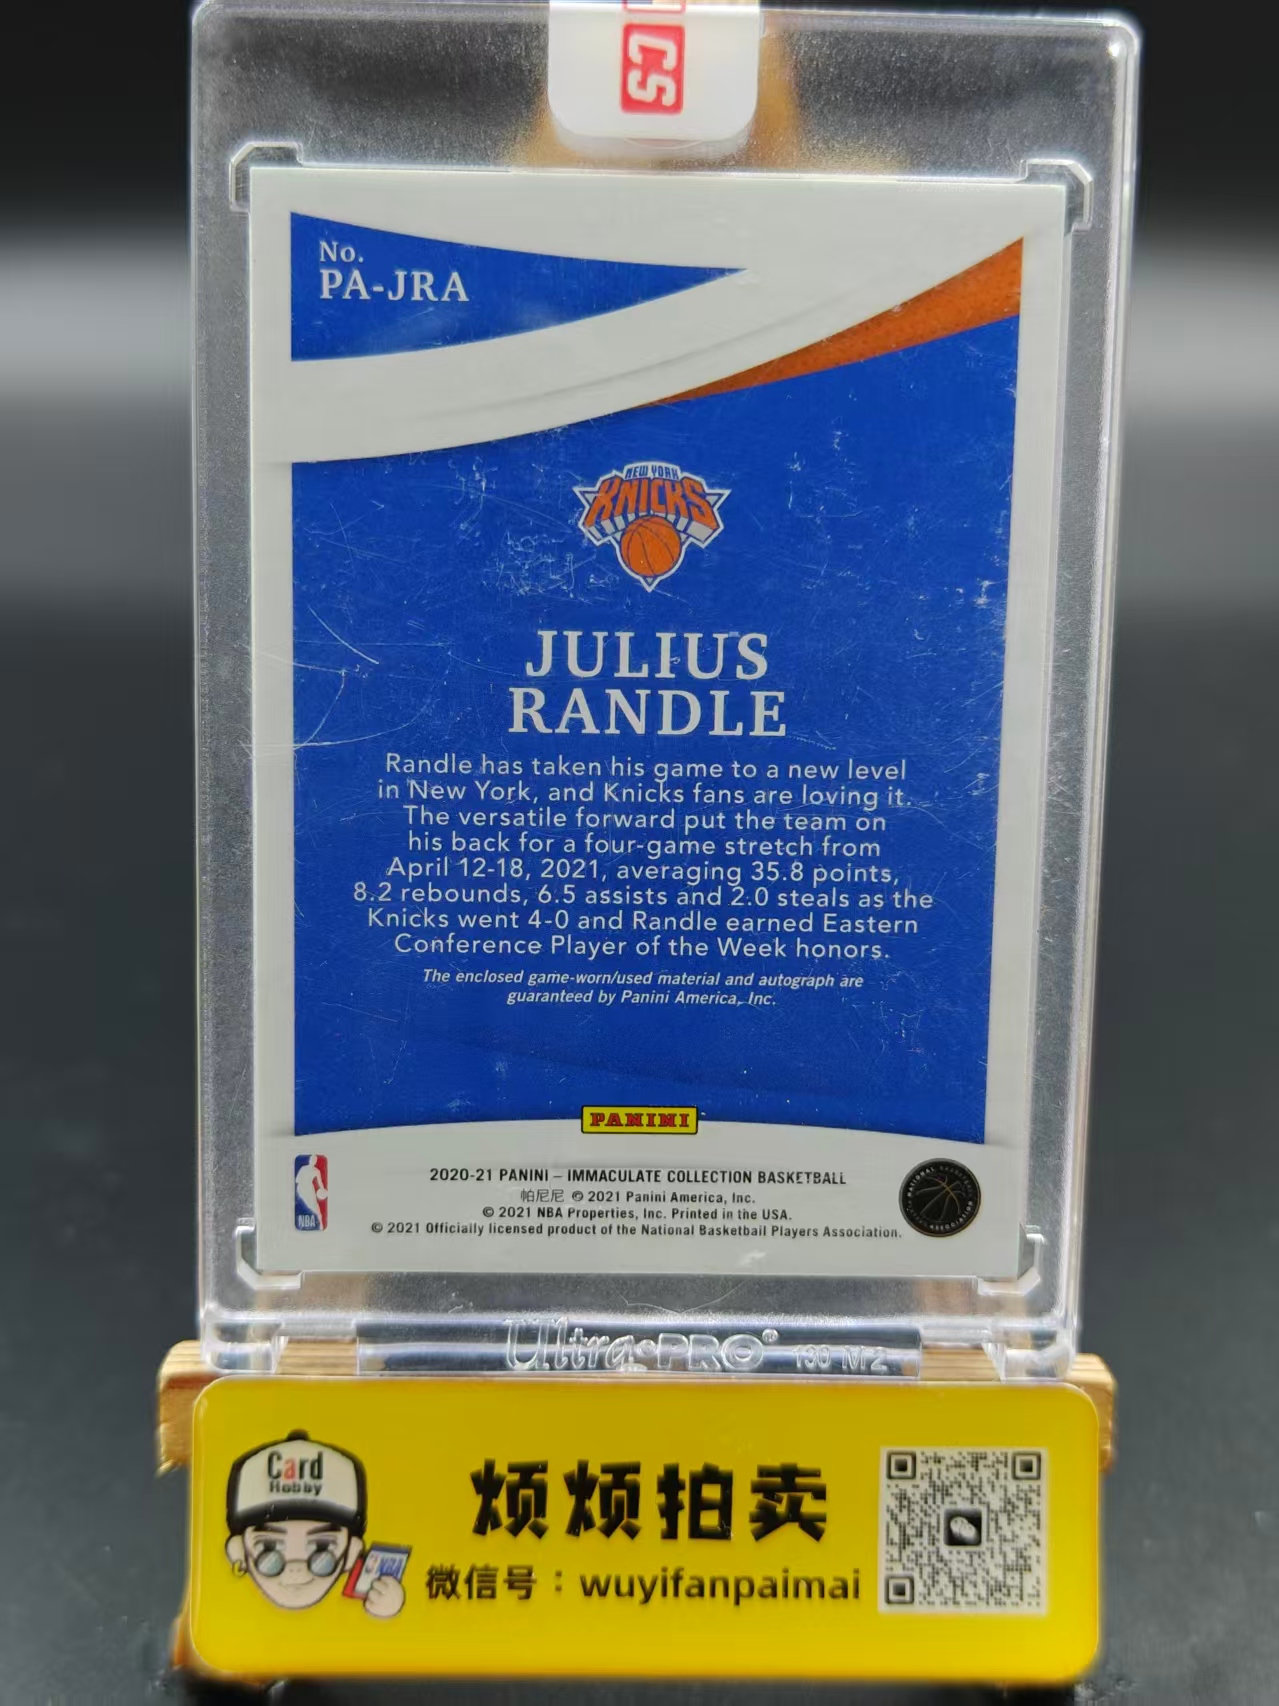 SC
No.
PA-JRA
NEW YORK
KNICKS
JULIUS
RANDLE
Randle has taken his game to a new level
in New York, and Knicks fans are loving it.
The versatile forward put the team on
his back for a four-game stretch from
April 12-18, 2021, averaging 35.8 points,
8.2 rebounds, 6.5 assists and 2.0 steals as the
Knicks went 4-0 and Randle earned Eastern
Conference Player of the Week honors.
The enclosed game-worn/used material and autograph are
guaranteed by Panini America, Inc.
PANINI
2020-21 PANINI – IMMACULATE COLLECTION BASKETBALL
帕尼尼 © 2021 Panini America, Inc.
© 2021 NBA Properties, Inc. Printed in the USA.
© 2021 Officially licensed product of the National Basketball Players Association.
NBA
Ultra•PRO®
Card
Hobby
NBA
烦烦拍卖
微信号：wuyifanpaimai